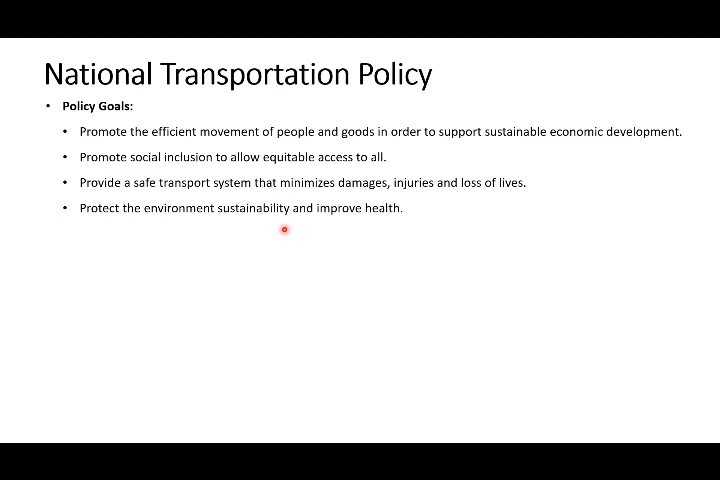 National Transportation Policy
• Policy Goals:
• Promote the efficient movement of people and goods in order to support sustainable economic development.
• Promote social inclusion to allow equitable access to all.
• Provide a safe transport system that minimizes damages, injuries and loss of lives.
• Protect the environment sustainability and improve health.